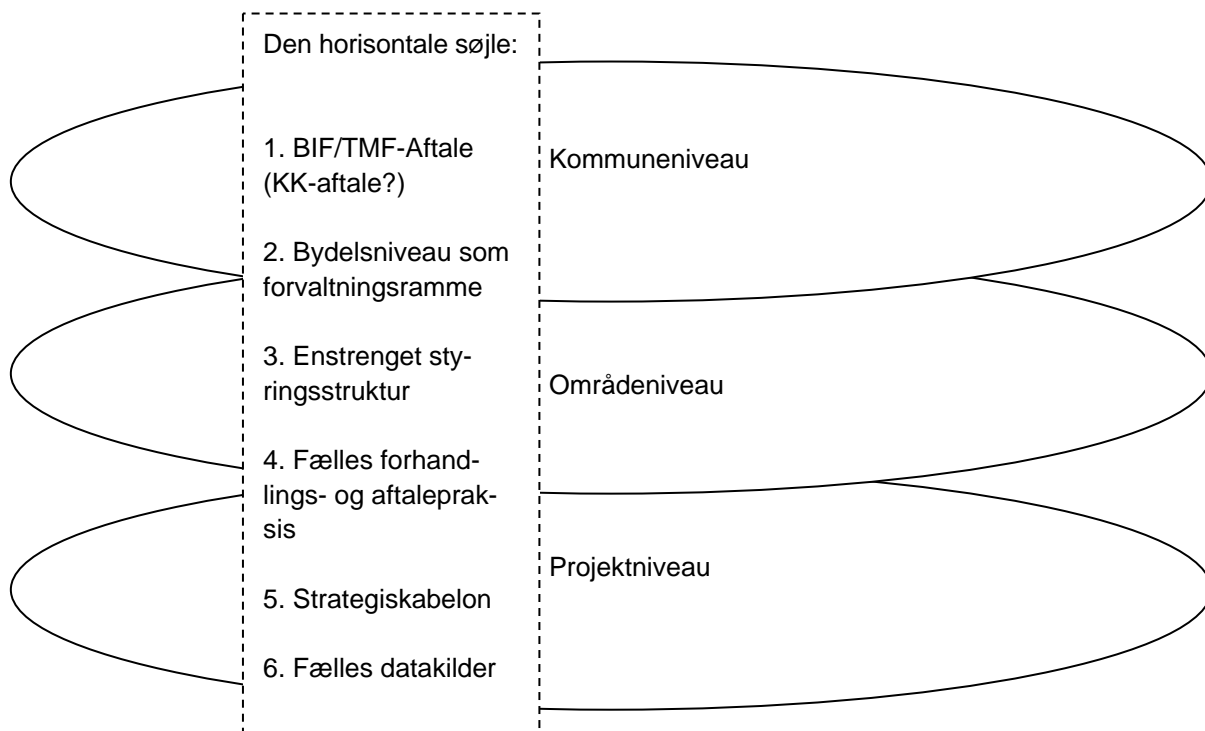 Den horisontale søjle:
1. BIF/TMF-Aftale
(KK-aftale?)
2. Bydelsniveau som
forvaltningsramme
3. Enstrenget sty-
ringsstruktur
4. Fælles forhand-
lings- og aftaleprak-
sis
5. Strategiskabelon
6. Fælles datakilder
Kommuneniveau
Områdeniveau
Projektniveau